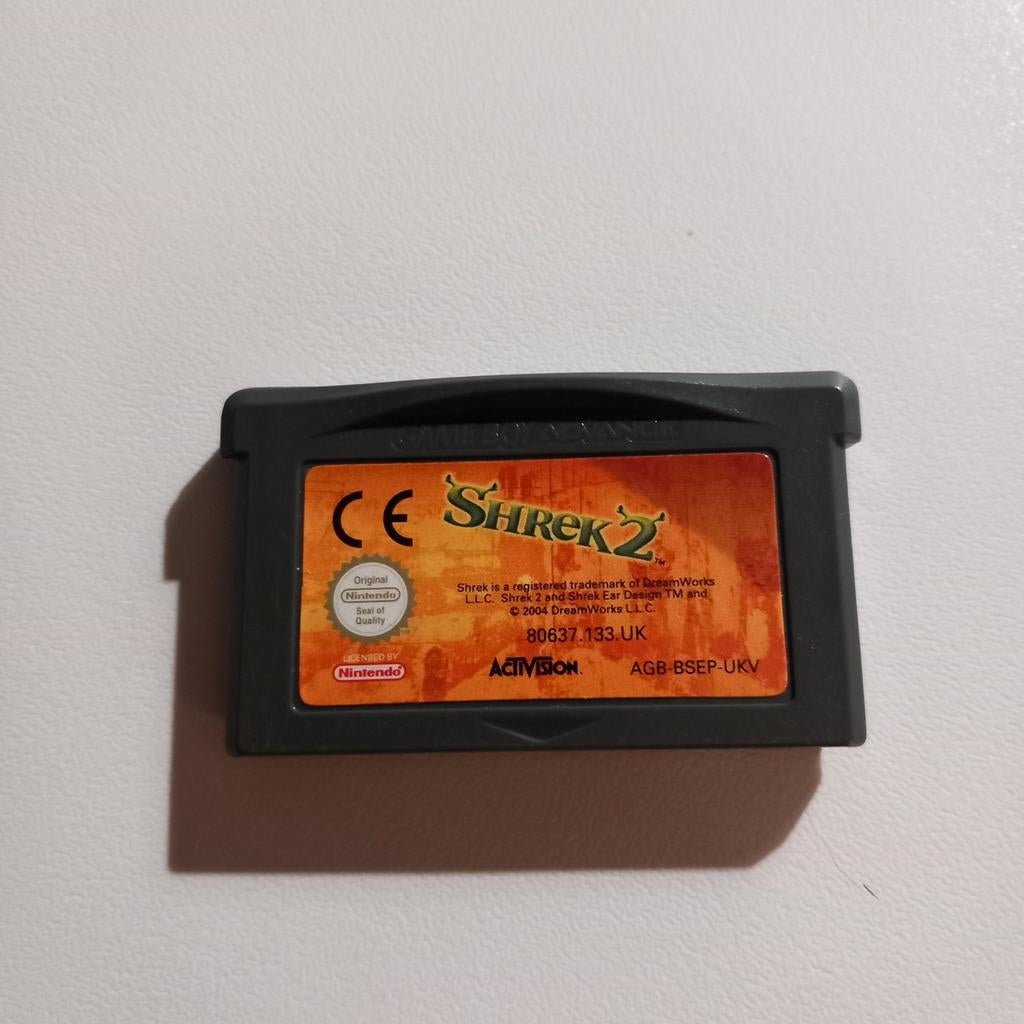 GAME BOY ADVANCE
CE
SHREK 2™
Original
Nintendo
Seal of
Quality
Shrek is a registered trademark of DreamWorks
L.L.C. Shrek 2 and Shrek Ear Design TM and
© 2004 DreamWorks L.L.C.
80637.133.UK
LICENSED BY
Nintendo
ACTIVISION.
AGB-BSEP-UKV